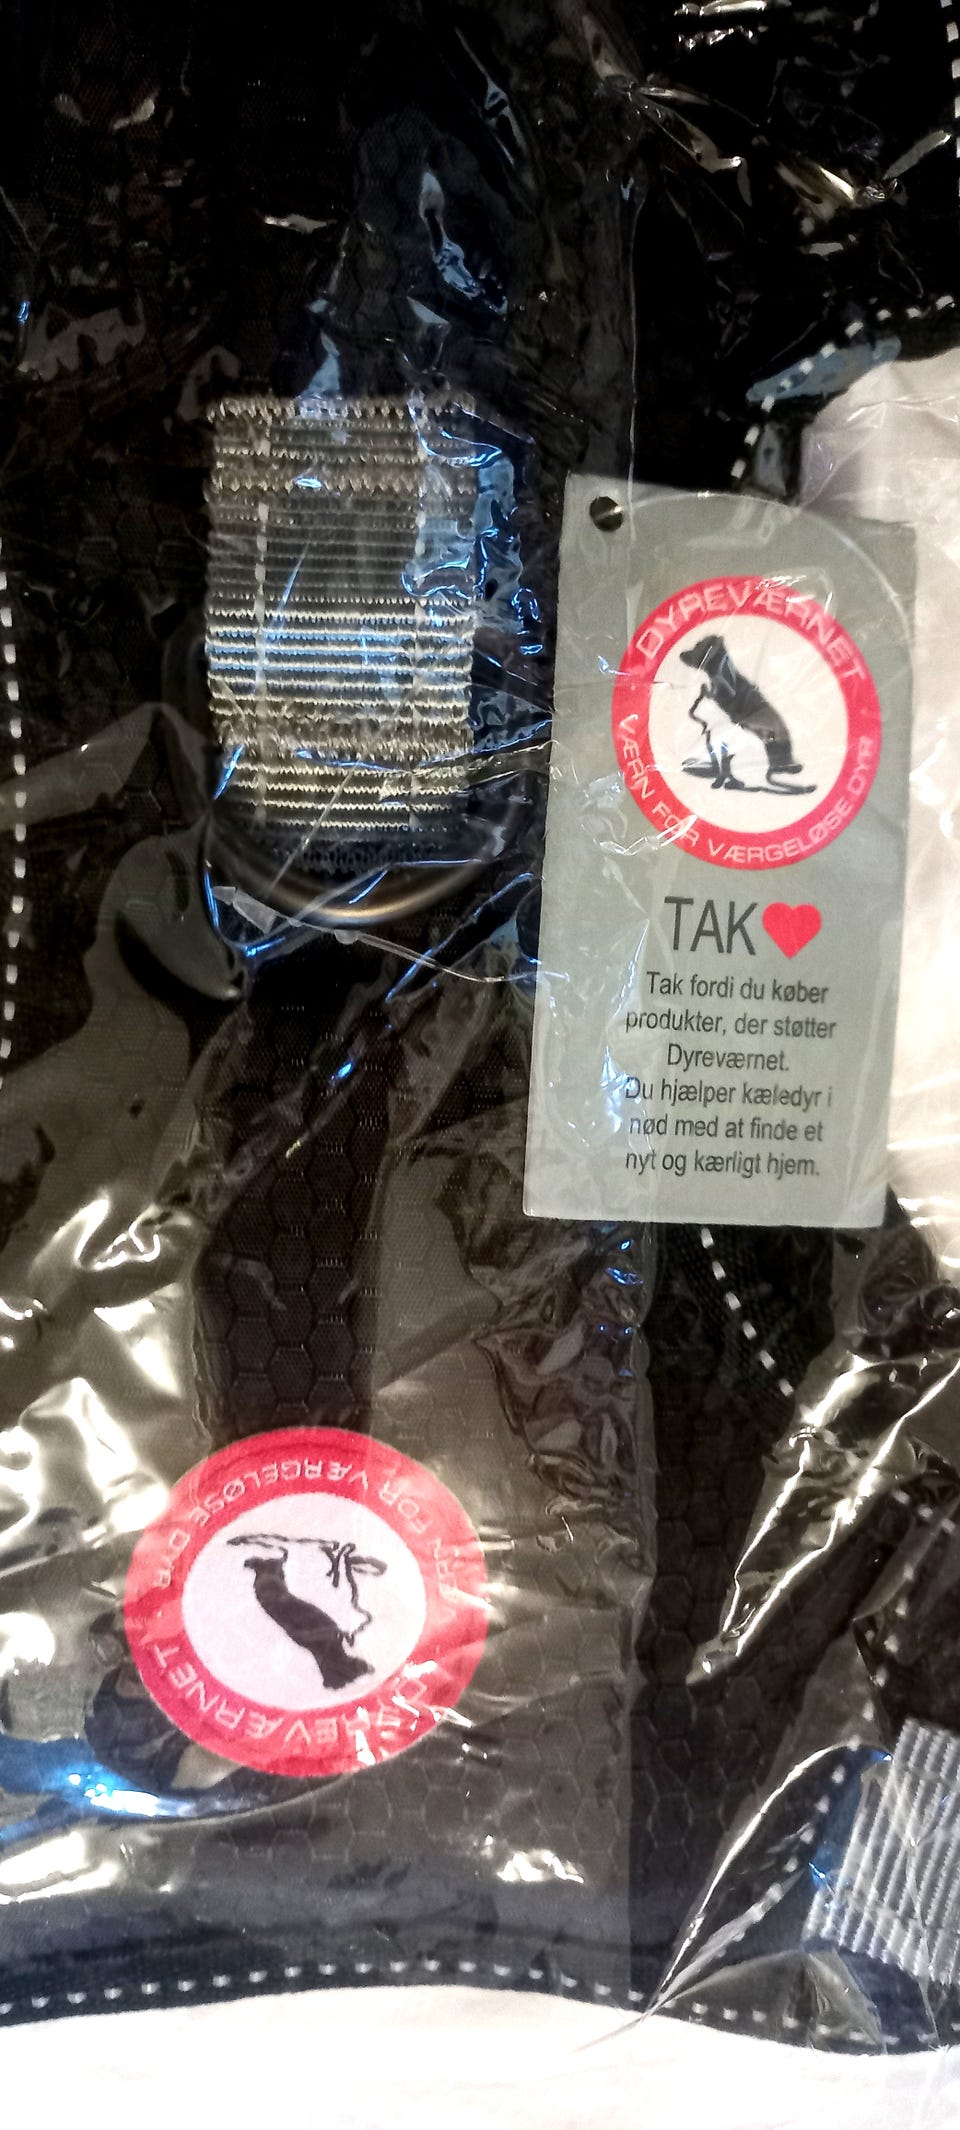 DYREVÆRNET
VÆRN FOR VÆRGELØSE DYR
TAK
Tak fordi du køber
produkter, der støtter
Dyreværnet.
Du hjælper kæledyr i
nød med at finde et
nyt og kærligt hjem.
DYREVÆRNET
VÆRN FOR VÆRGELØSE DYR